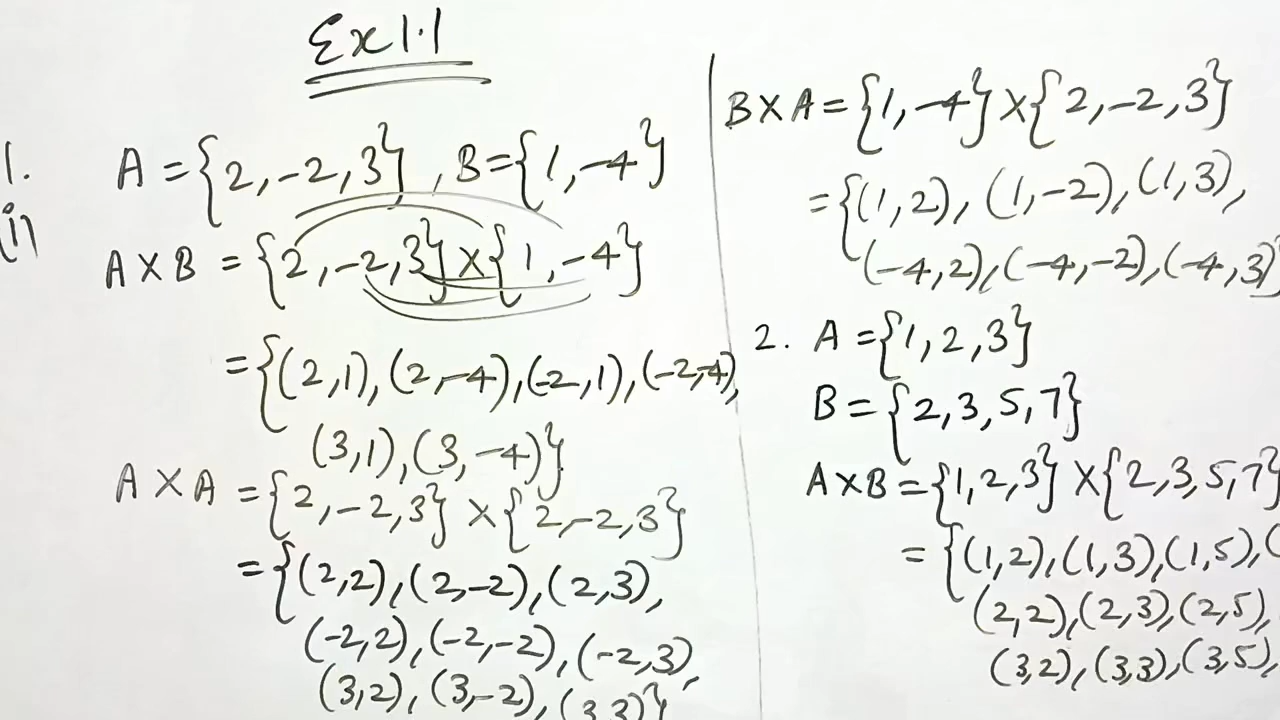 Ex 1.1
1. A = {2, -2, 3}, B = {1, -4}
(i) A × B = {2, -2, 3} × {1, -4}
= {(2,1), (2,-4), (-2,1), (-2,-4),
(3,1), (3,-4)}
A × A = {2, -2, 3} × {2, -2, 3}
= {(2,2), (2,-2), (2,3),
(-2,2), (-2,-2), (-2,3),
(3,2), (3,-2), (3,3)}
B × A = {1, -4} × {2, -2, 3}
= {(1,2), (1,-2), (1,3),
(-4,2), (-4,-2), (-4,3)}
2. A = {1, 2, 3}
B = {2, 3, 5, 7}
A × B = {1, 2, 3} × {2, 3, 5, 7}
= {(1,2), (1,3), (1,5), (
(2,2), (2,3), (2,5),
(3,2), (3,3), (3,5),